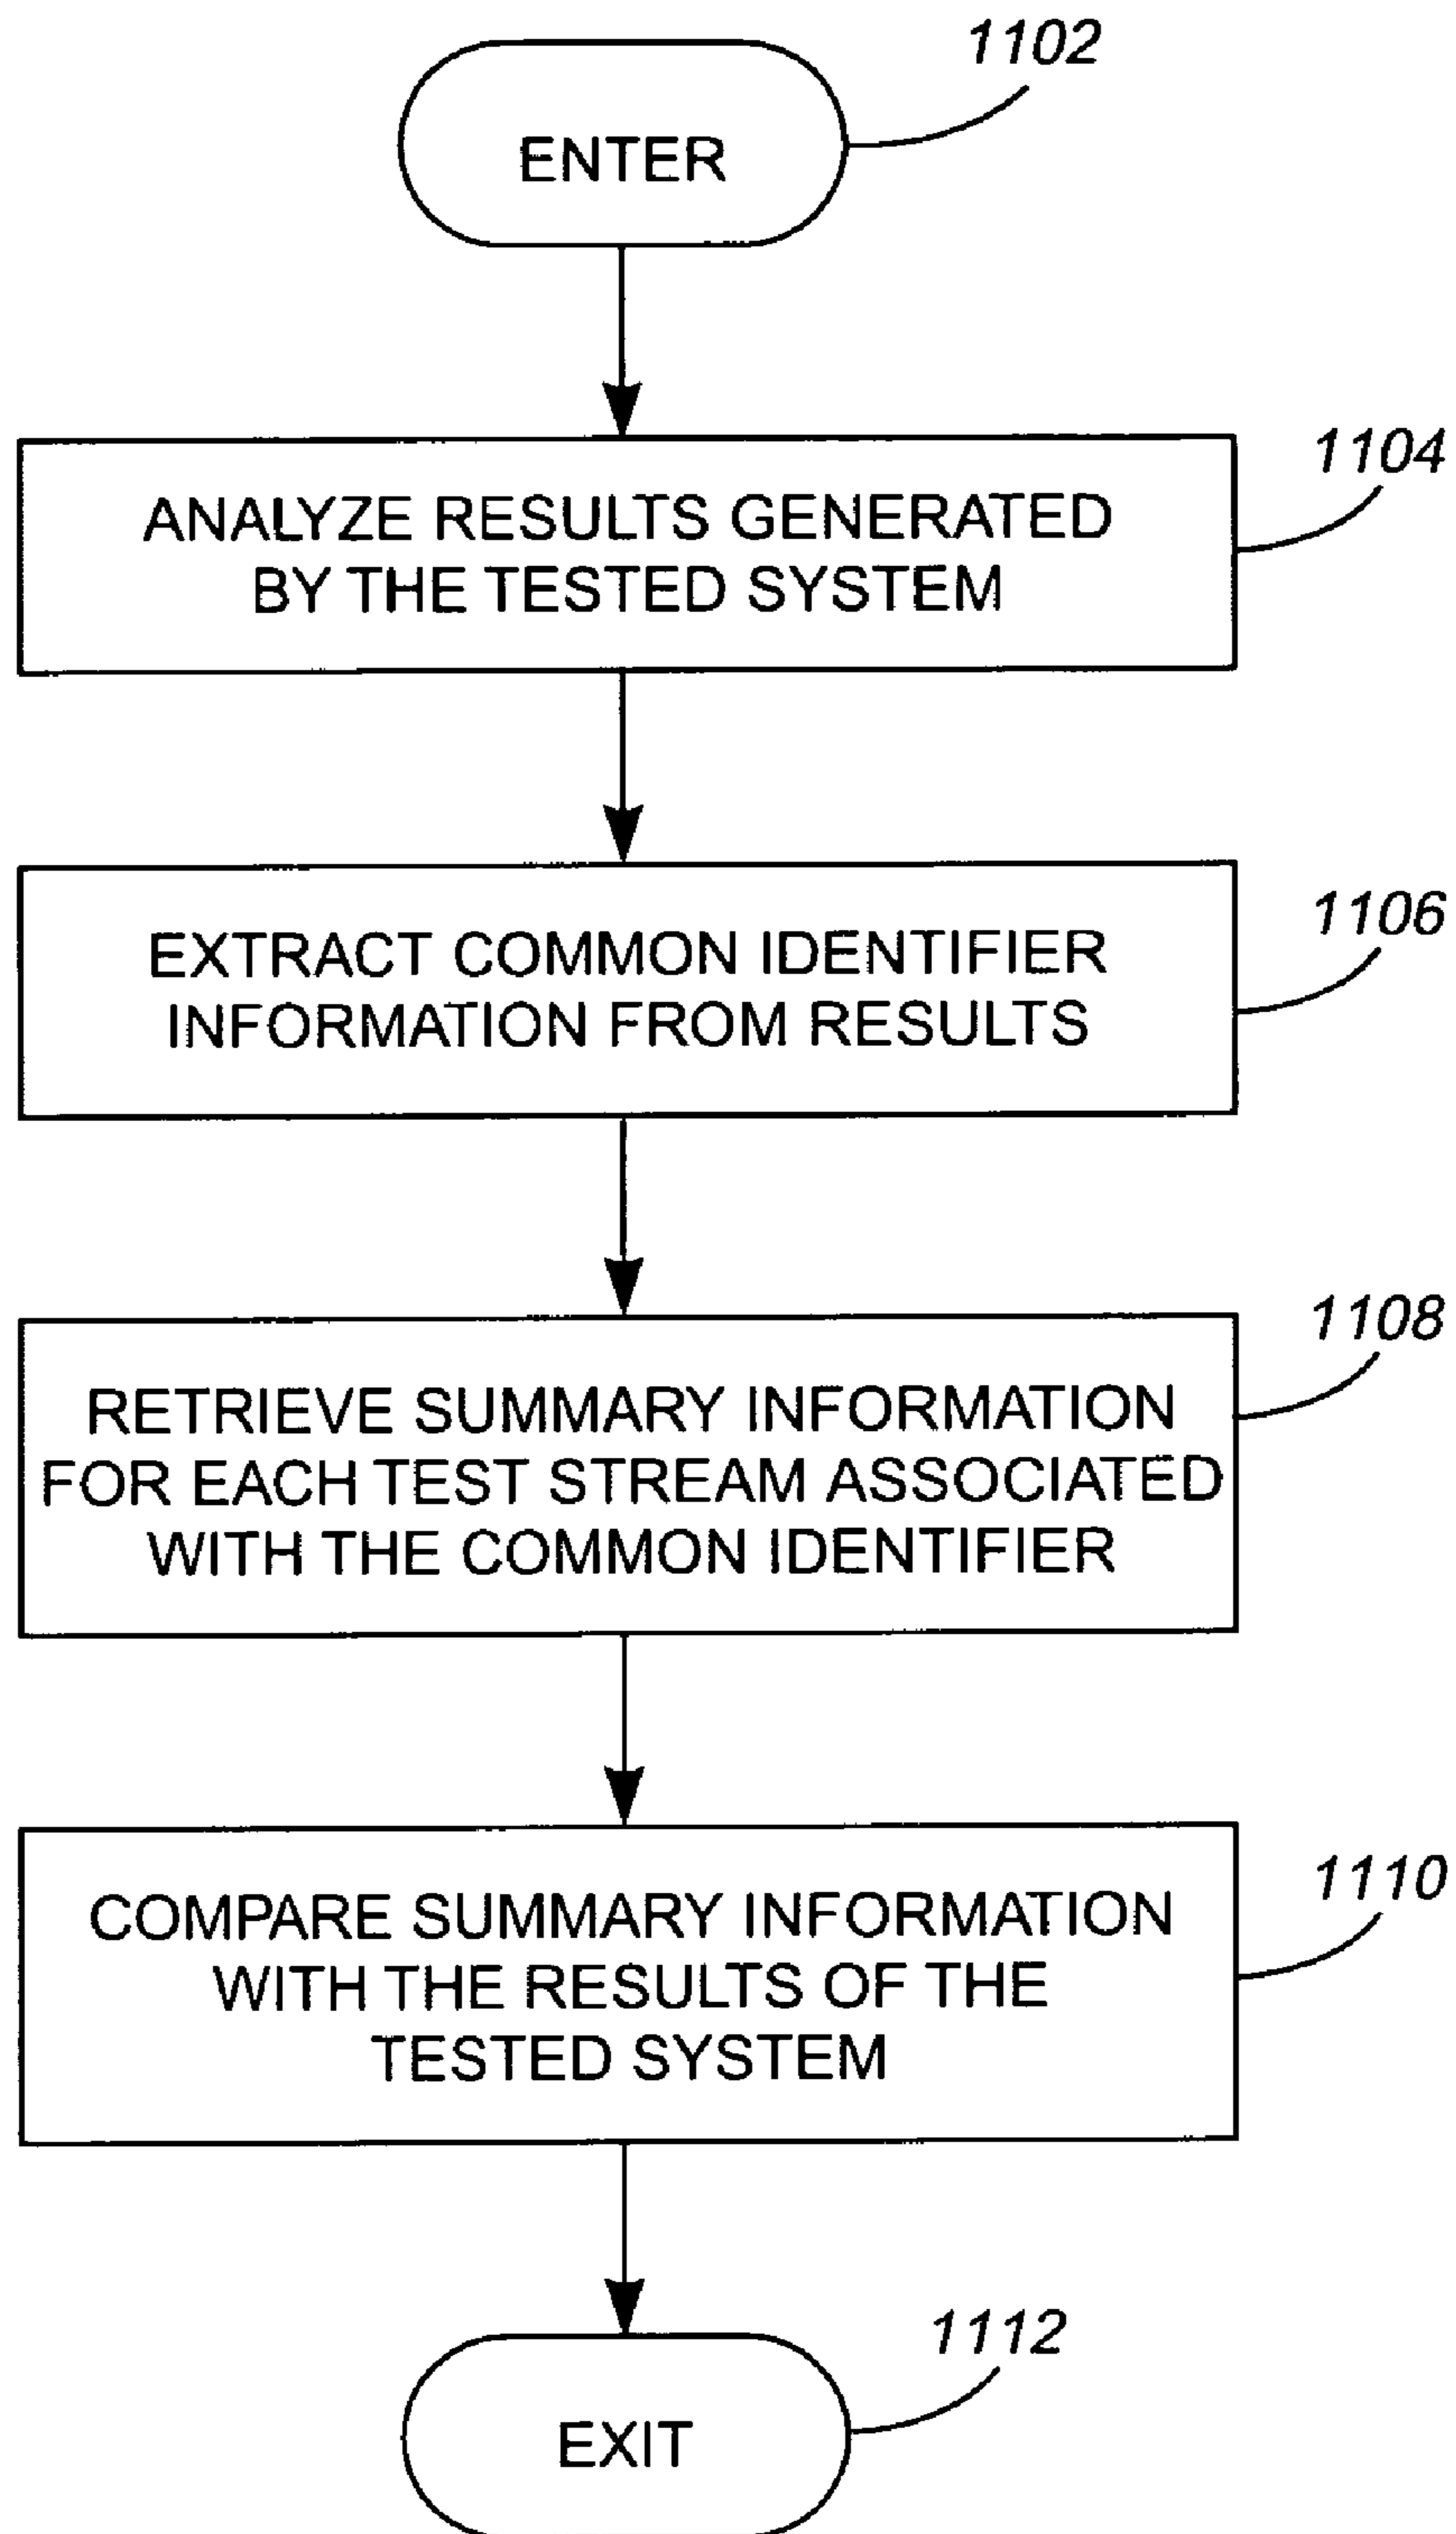 1102
ENTER
1104
ANALYZE RESULTS GENERATED
BY THE TESTED SYSTEM
1106
EXTRACT COMMON IDENTIFIER
INFORMATION FROM RESULTS
1108
RETRIEVE SUMMARY INFORMATION
FOR EACH TEST STREAM ASSOCIATED
WITH THE COMMON IDENTIFIER
1110
COMPARE SUMMARY INFORMATION
WITH THE RESULTS OF THE
TESTED SYSTEM
1112
EXIT